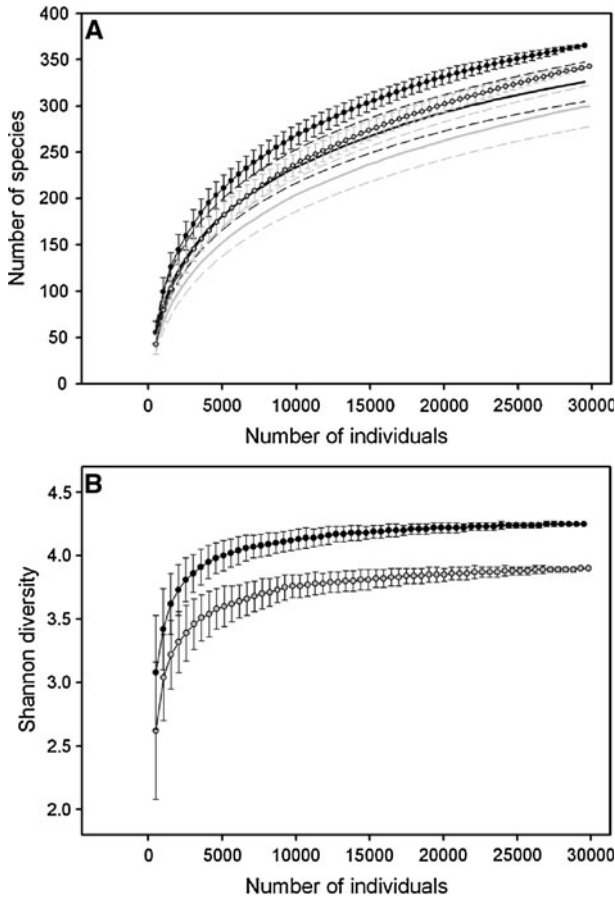 A
400
350
300
250
200
150
100
50
0
Number of species
0 5000 10000 15000 20000 25000 30000
Number of individuals
B
4.5
4.0
3.5
3.0
2.5
2.0
Shannon diversity
0 5000 10000 15000 20000 25000 30000
Number of individuals